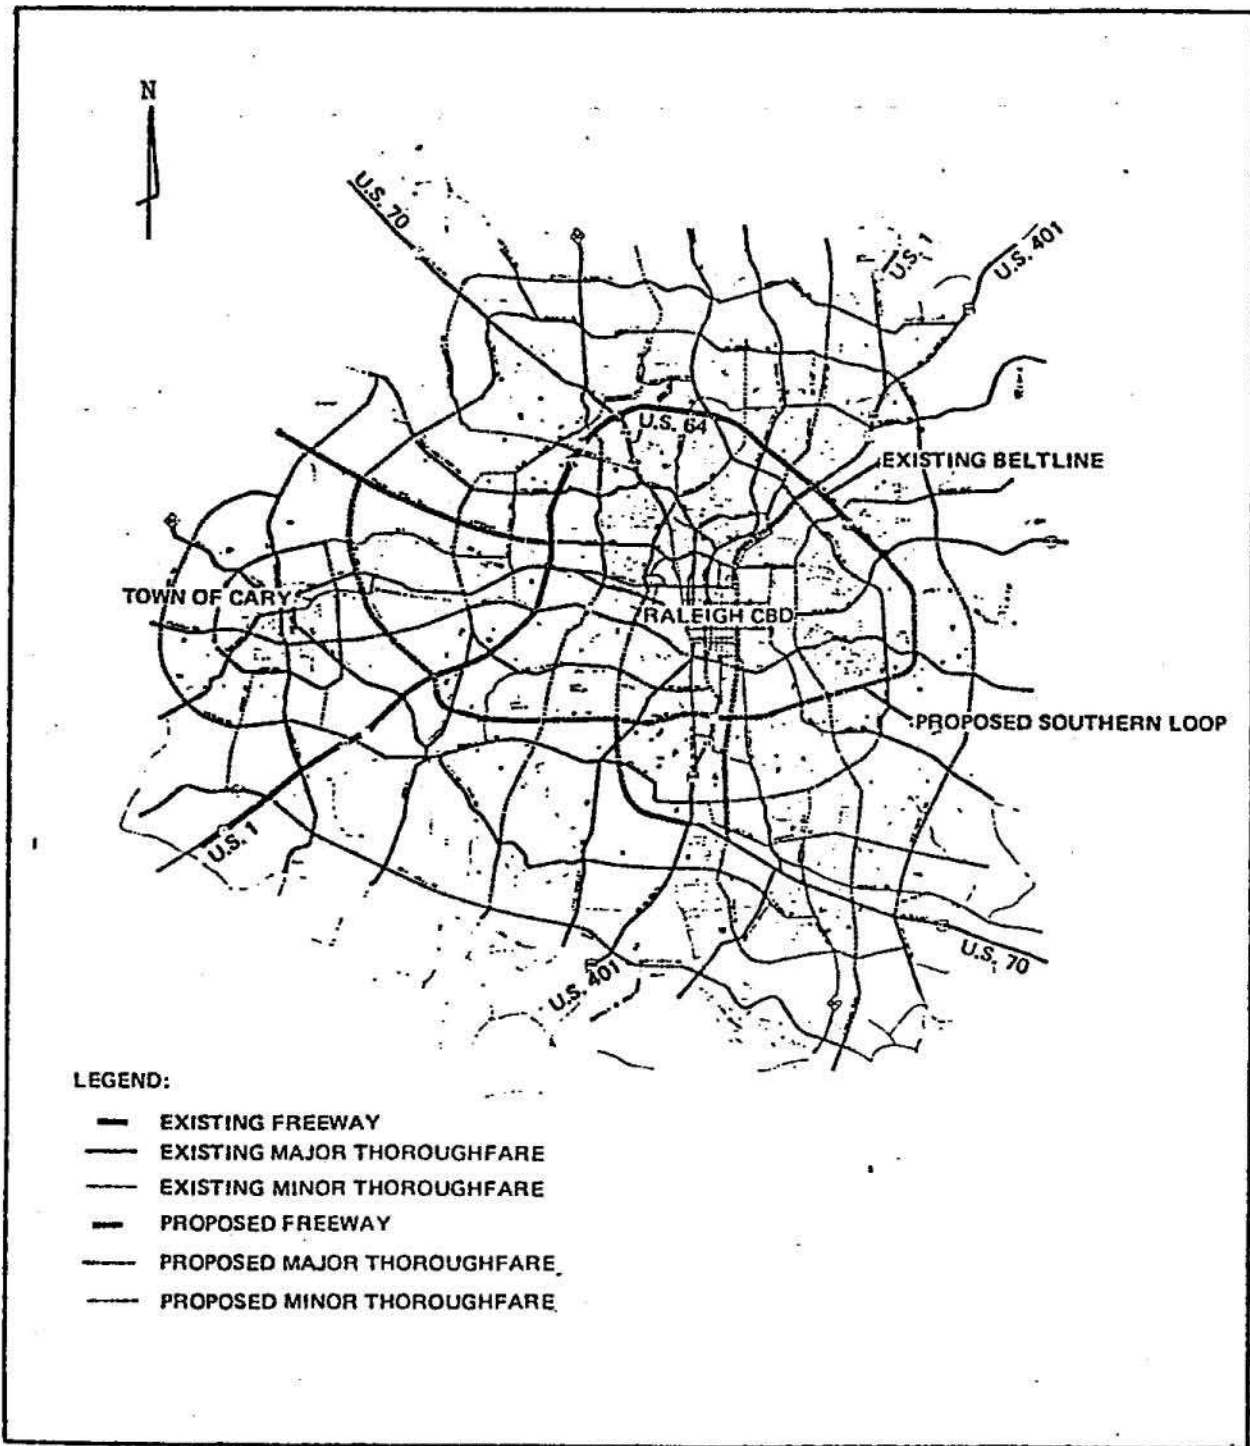 N
U.S. 70
U.S. 1
U.S. 401
U.S. 64
EXISTING BELTLINE
TOWN OF CARY
RALEIGH CBD
PROPOSED SOUTHERN LOOP
U.S. 1
U.S. 70
U.S. 401
LEGEND:
EXISTING FREEWAY
EXISTING MAJOR THOROUGHFARE
EXISTING MINOR THOROUGHFARE
PROPOSED FREEWAY
PROPOSED MAJOR THOROUGHFARE
PROPOSED MINOR THOROUGHFARE